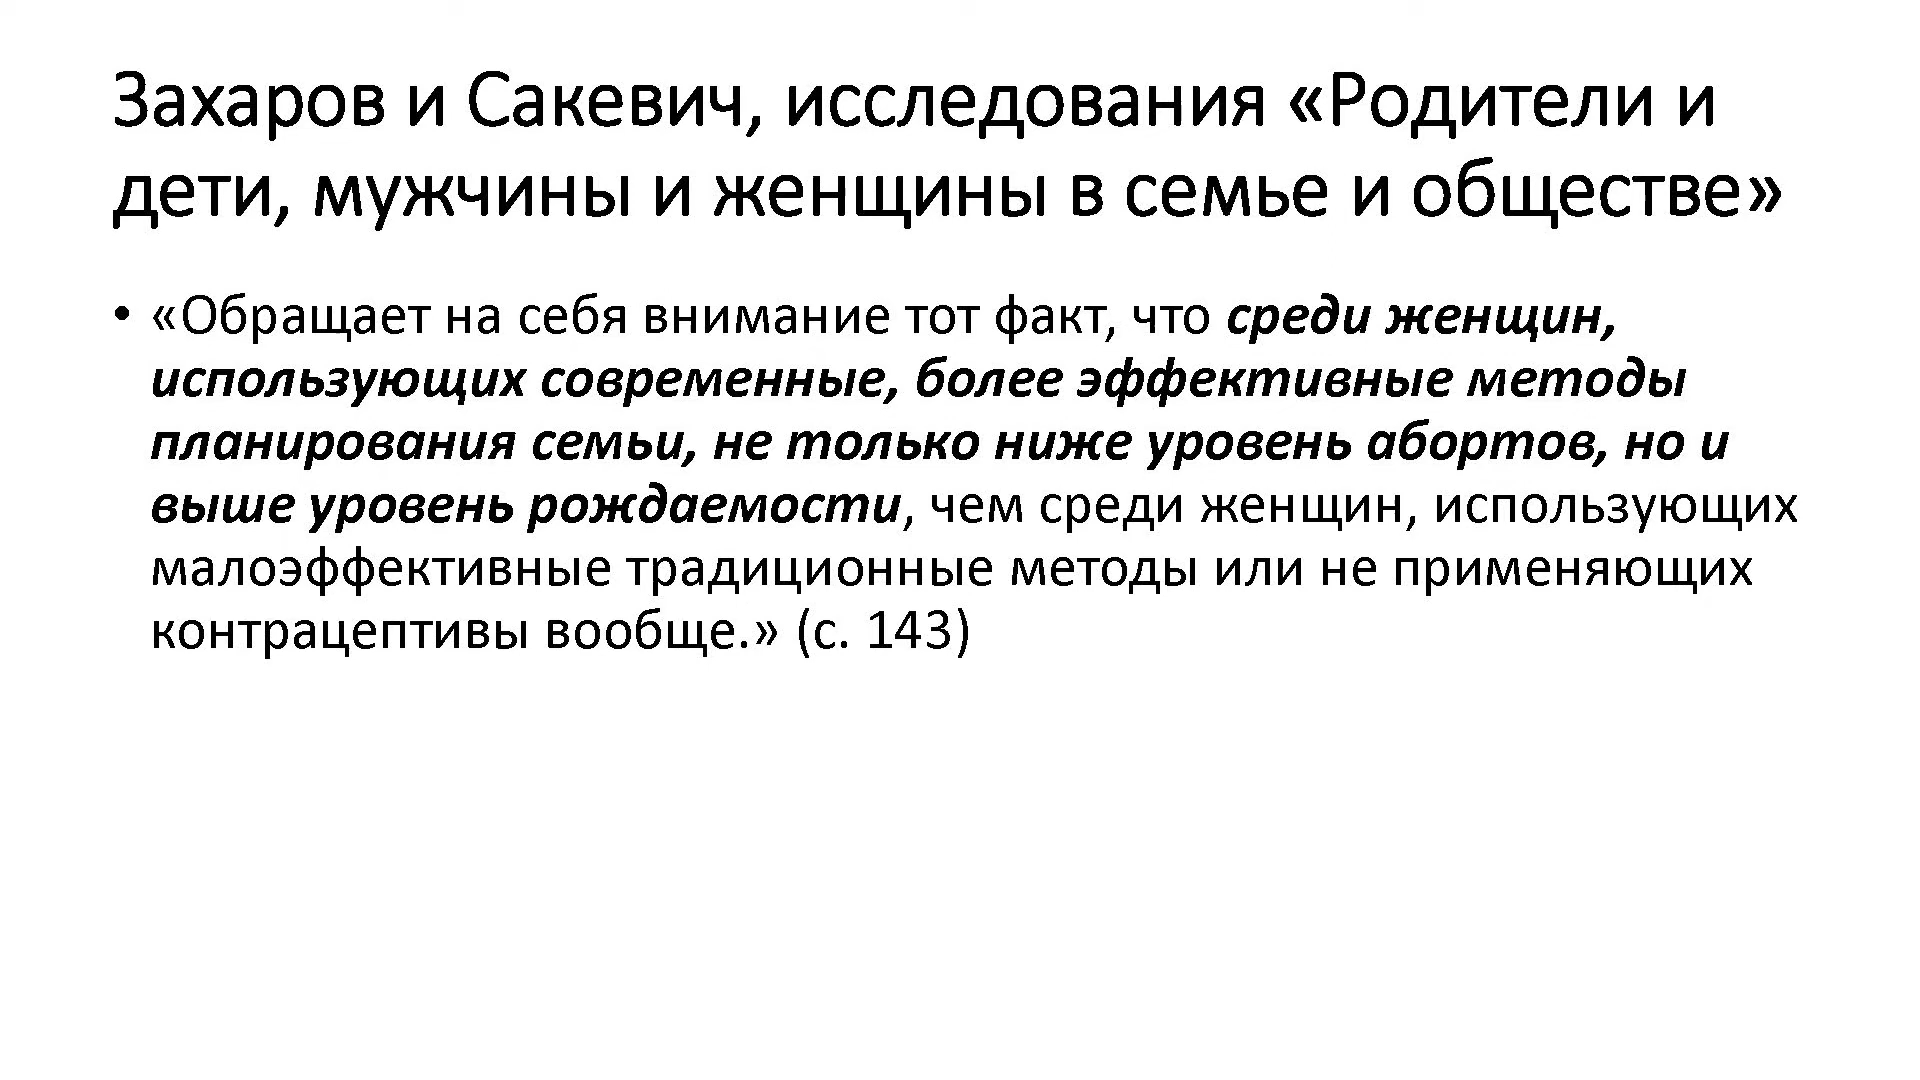 Захаров и Сакевич, исследования «Родители и
дети, мужчины и женщины в семье и обществе»
• «Обращает на себя внимание тот факт, что среди женщин,
использующих современные, более эффективные методы
планирования семьи, не только ниже уровень абортов, но и
выше уровень рождаемости, чем среди женщин, использующих
малоэффективные традиционные методы или не применяющих
контрацептивы вообще.» (с. 143)